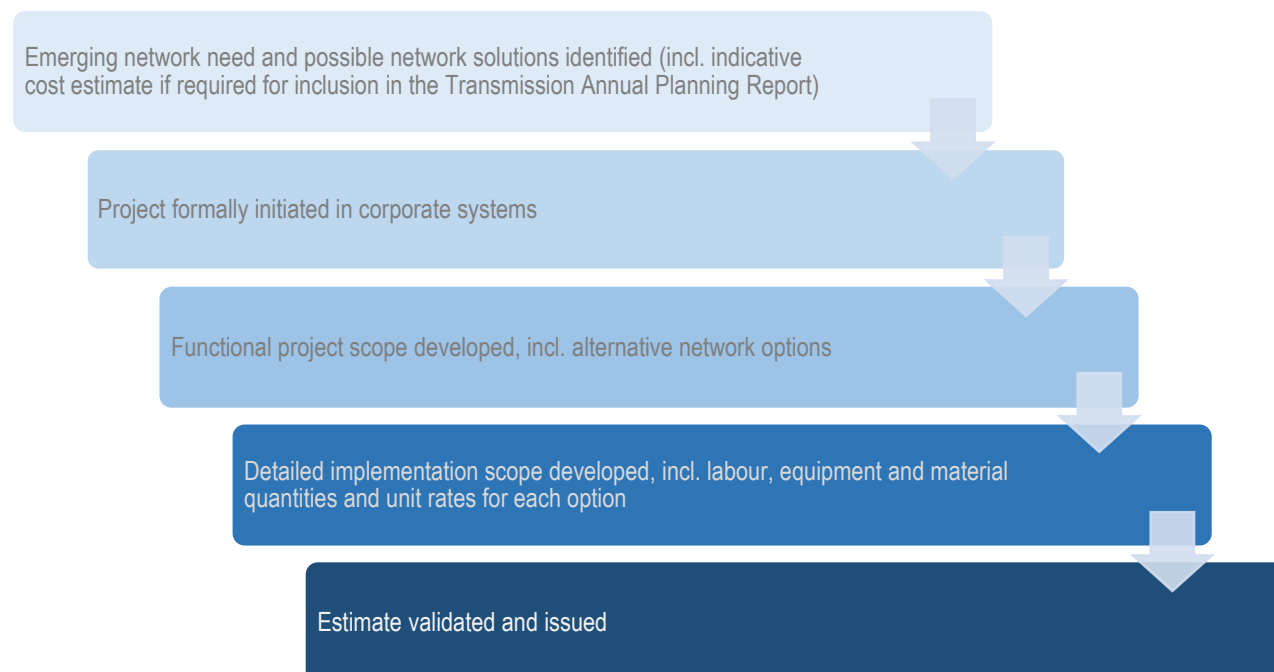 Emerging network need and possible network solutions identified (incl. indicative
cost estimate if required for inclusion in the Transmission Annual Planning Report)
Project formally initiated in corporate systems
Functional project scope developed, incl. alternative network options
Detailed implementation scope developed, incl. labour, equipment and material
quantities and unit rates for each option
Estimate validated and issued